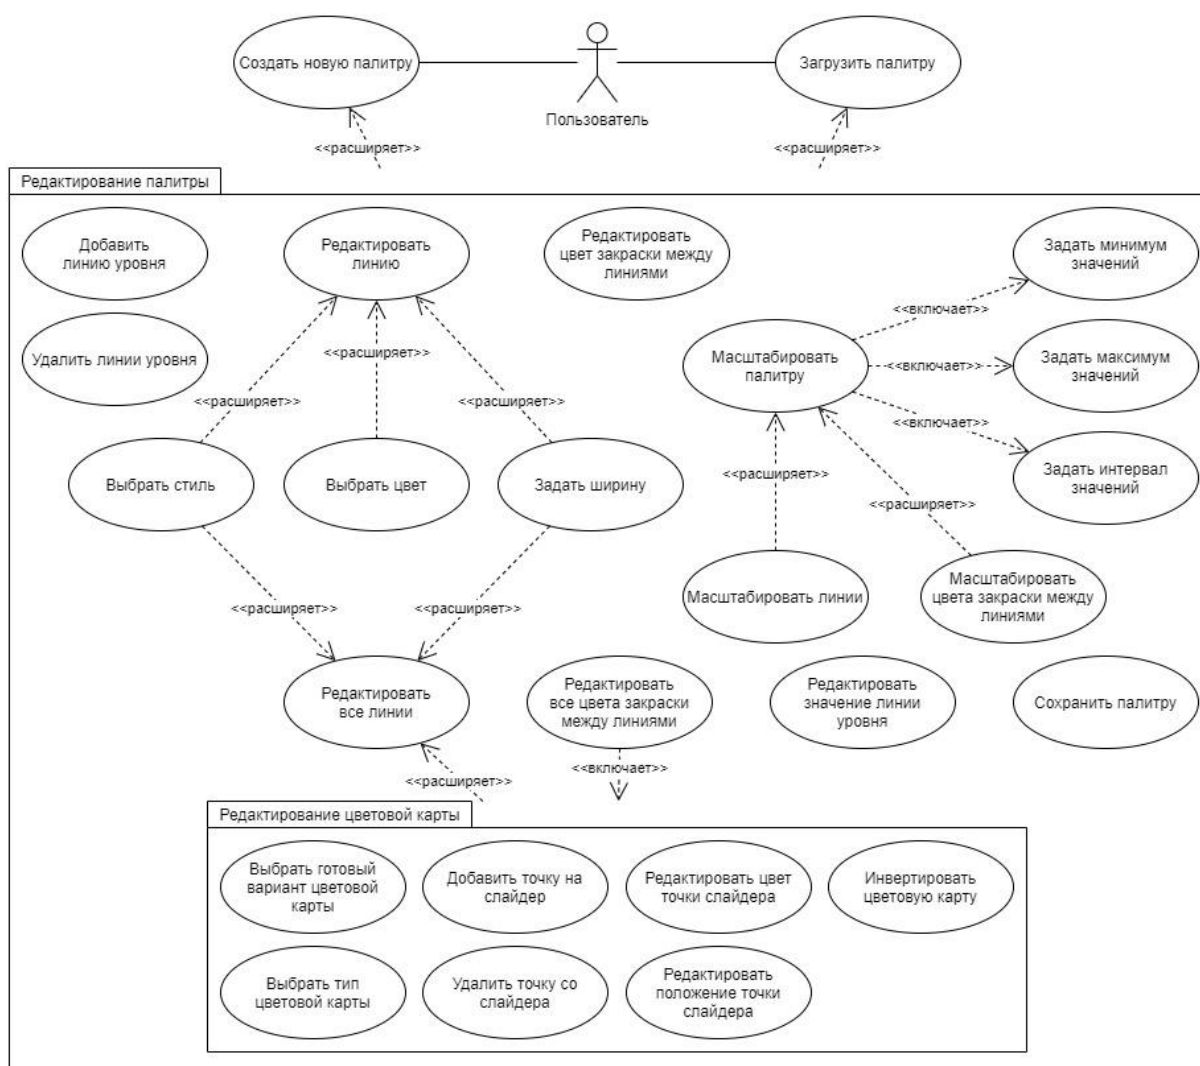 Создать новую палитру
Загрузить палитру
Пользователь
<<расширяет>>
<<расширяет>>
Редактирование палитры
Добавить
линию уровня
Редактировать
линию
Редактировать
цвет закраски между
линиями
Задать минимум
значений
<<включает>>
Удалить линии уровня
<<расширяет>>
Масштабировать
палитру
<<включает>>
Задать максимум
значений
<<расширяет>>
<<расширяет>>
<<включает>>
Выбрать стиль
Выбрать цвет
Задать ширину
<<расширяет>>
Задать интервал
значений
<<расширяет>>
<<расширяет>>
<<расширяет>>
Масштабировать линии
Масштабировать
цвета закраски между
линиями
Редактировать
все линии
Редактировать
все цвета закраски
между линиями
Редактировать
значение линии
уровня
Сохранить палитру
<<расширяет>>
<<включает>>
Редактирование цветовой карты
Выбрать готовый
вариант цветовой
карты
Добавить точку на
слайдер
Редактировать цвет
точки слайдера
Инвертировать
цветовую карту
Выбрать тип
цветовой карты
Удалить точку со
слайдера
Редактировать
положение точки
слайдера